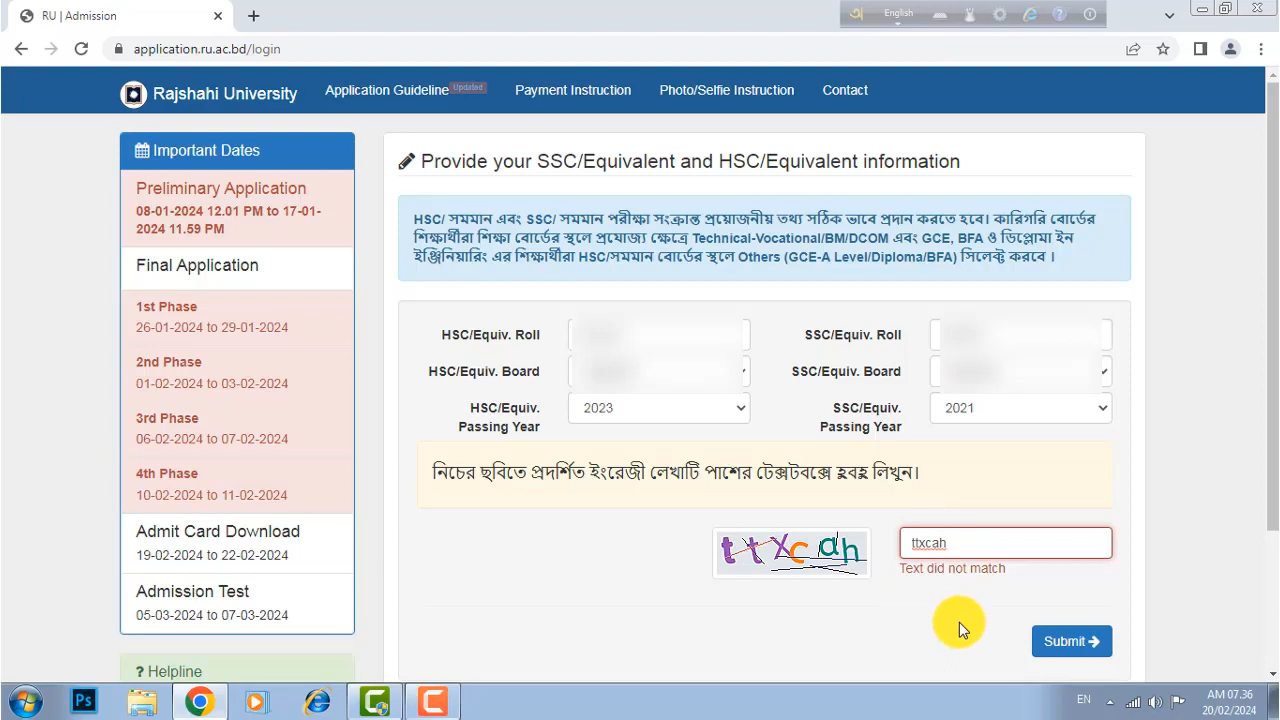 RU | Admission
English
application.ru.ac.bd/login
Rajshahi University
Application Guideline Updated
Payment Instruction
Photo/Selfie Instruction
Contact
Important Dates
Preliminary Application
08-01-2024 12.01 PM to 17-01-
2024 11.59 PM
Final Application
1st Phase
26-01-2024 to 29-01-2024
2nd Phase
01-02-2024 to 03-02-2024
3rd Phase
06-02-2024 to 07-02-2024
4th Phase
10-02-2024 to 11-02-2024
Admit Card Download
19-02-2024 to 22-02-2024
Admission Test
05-03-2024 to 07-03-2024
? Helpline
Provide your SSC/Equivalent and HSC/Equivalent information
HSC/ সমমান এবং SSC/ সমমান পরীক্ষা সংক্রান্ত প্রয়োজনীয় তথ্য সঠিক ভাবে প্রদান করতে হবে। কারিগরি বোর্ডের
শিক্ষার্থীরা শিক্ষা বোর্ডের স্থলে প্রযোজ্য ক্ষেত্রে Technical-Vocational/BM/DCOM এবং GCE, BFA ও ডিপ্লোমা ইন
ইঞ্জিনিয়ারিং এর শিক্ষার্থীরা HSC/সমমান বোর্ডের স্থলে Others (GCE-A Level/Diploma/BFA) সিলেক্ট করবে ।
HSC/Equiv. Roll
SSC/Equiv. Roll
HSC/Equiv. Board
SSC/Equiv. Board
HSC/Equiv.
Passing Year
2023
SSC/Equiv.
Passing Year
2021
নিচের ছবিতে প্রদর্শিত ইংরেজী লেখাটি পাশের টেক্সটবক্সে হুবহু লিখুন।
ttxcah
ttxcah
Text did not match
Submit
Ps
EN
AM 07.36
20/02/2024